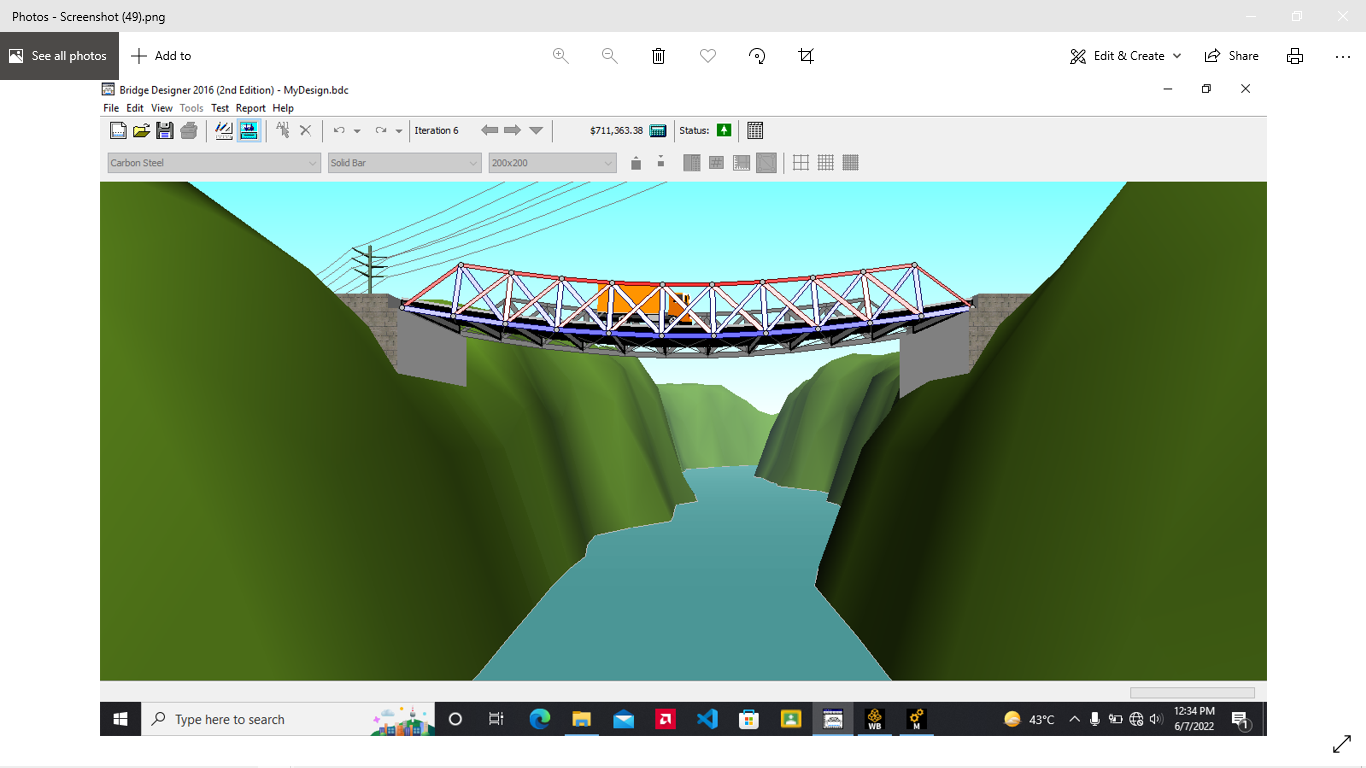 Photos - Screenshot (49).png
See all photos
Add to
Edit & Create
Share
Bridge Designer 2016 (2nd Edition) - MyDesign.bdc
File Edit View Tools Test Report Help
Iteration 6
$711,363.38
Status:
Carbon Steel
Solid Bar
200x200
Type here to search
WB
M
43°C
12:34 PM
6/7/2022
1